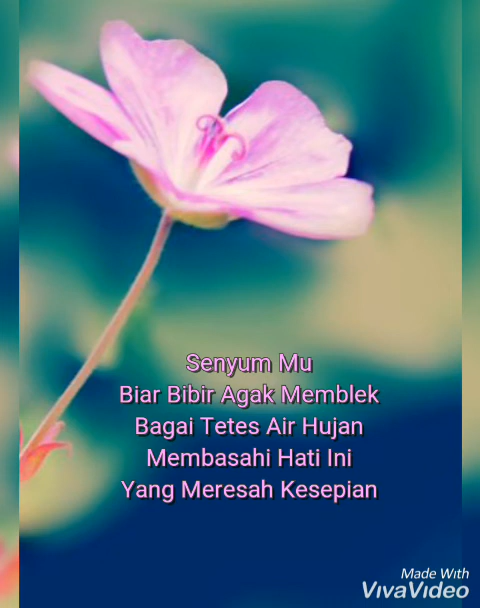 Senyum Mu
Biar Bibir Agak Memblek
Bagai Tetes Air Hujan
Membasahi Hati Ini
Yang Meresah Kesepian
Made With
VivaVideo